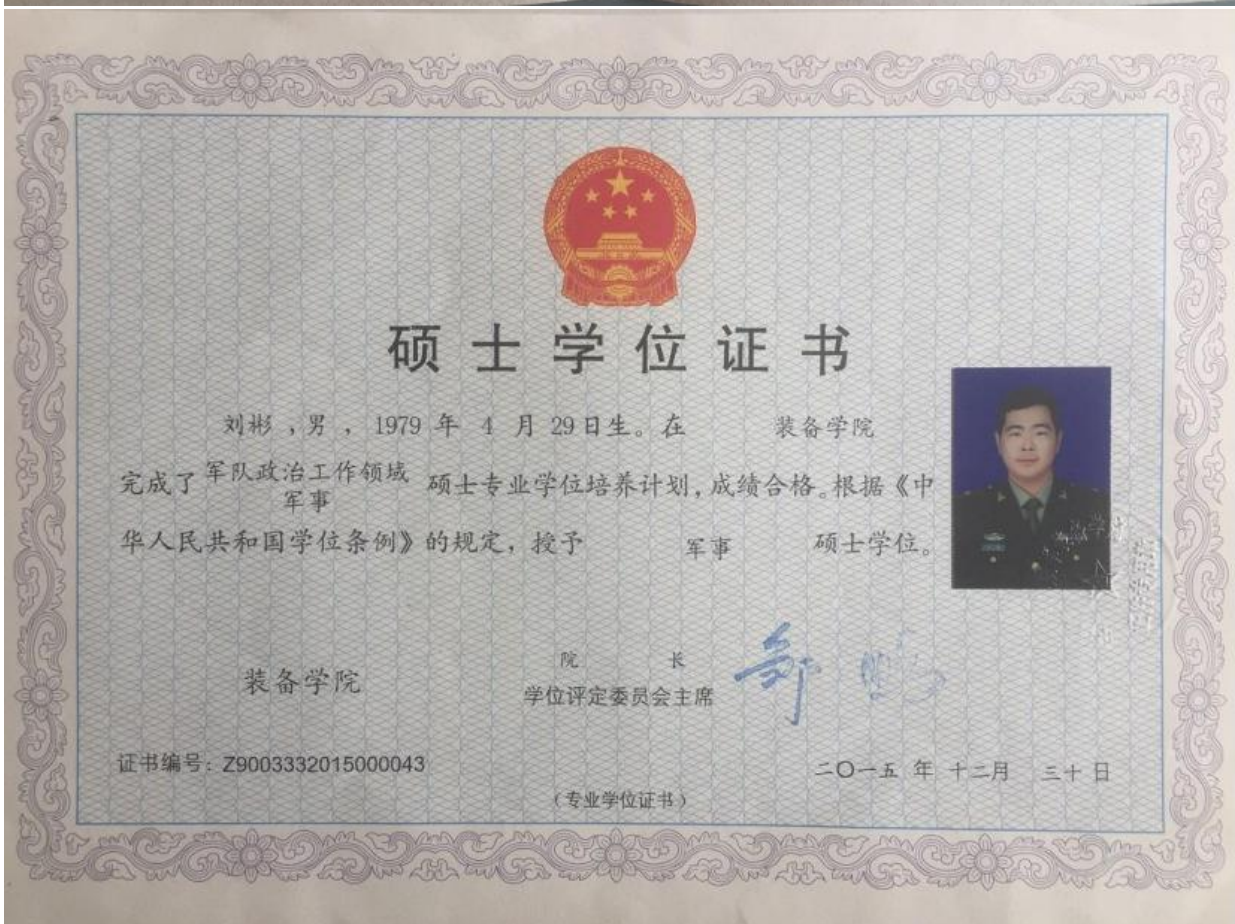 硕士学位证书
刘彬，男，1979年4月29日生。在 装备学院
完成了军队政治工作领域军事硕士专业学位培养计划，成绩合格。根据《中
华人民共和国学位条例》的规定，授予 军事 硕士学位。
装备学院
院长
学位评定委员会主席
证书编号：Z9003332015000043
二〇一五年十二月三十日
（专业学位证书）